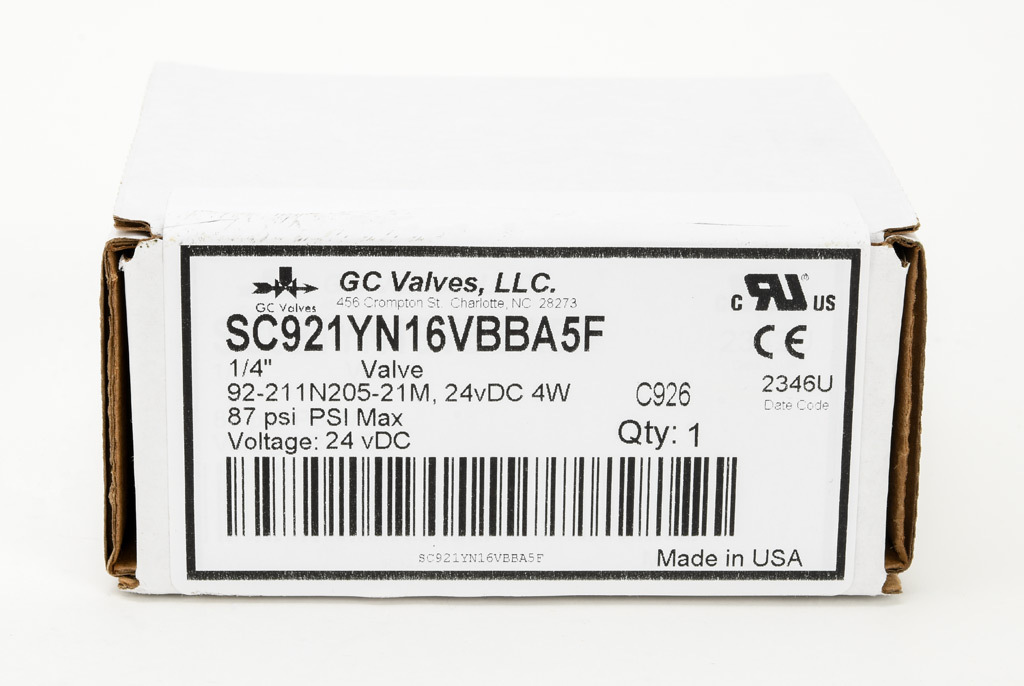 GC Valves
GC Valves, LLC.
456 Crompton St. Charlotte, NC 28273
SC921YN16VBBA5F
1/4" Valve
92-211N205-21M, 24vDC 4W
87 psi PSI Max
Voltage: 24 vDC
C926
Qty: 1
C RU US
CE
2346U
Date Code
SC921YN16VBBA5F
Made in USA